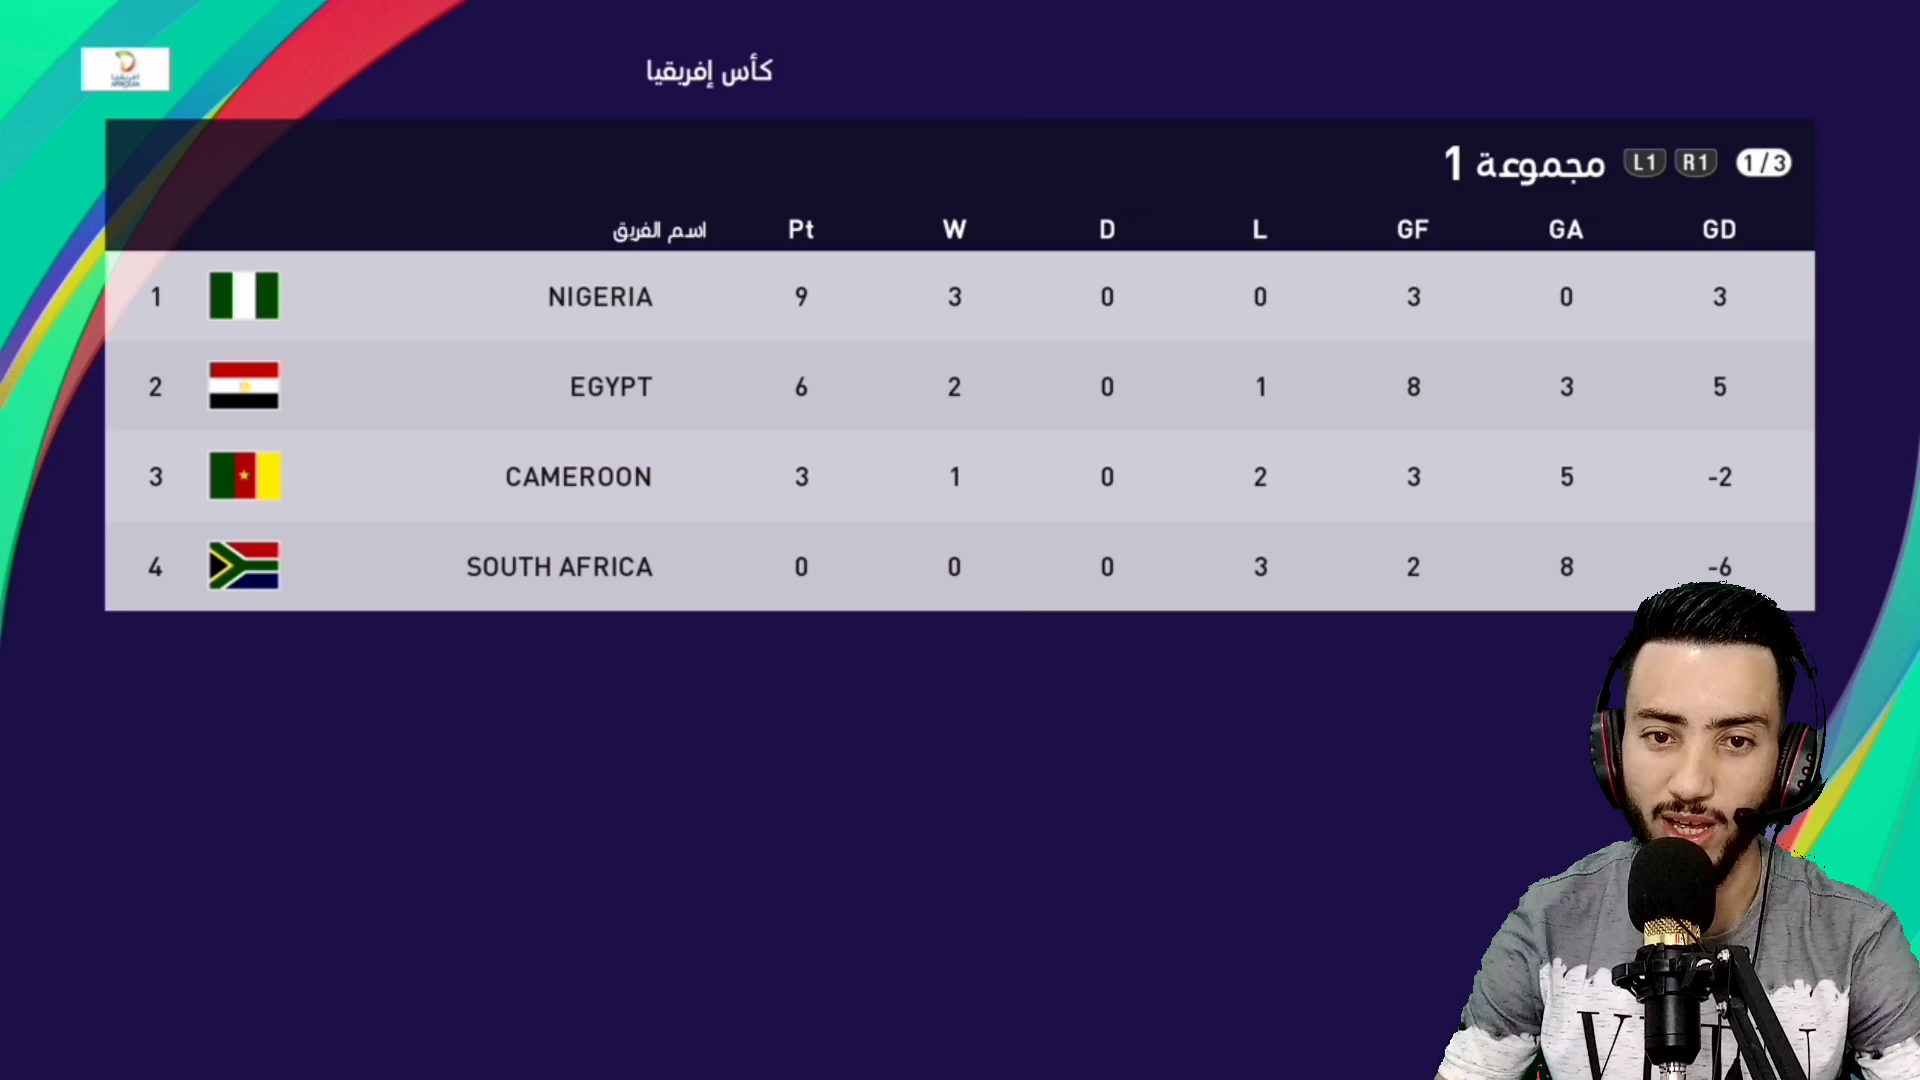 كأس إفريقيا
مجموعة 1 L1 R1 1/3
اسم الفريق Pt W D L GF GA GD
1 NIGERIA 9 3 0 0 3 0 3
2 EGYPT 6 2 0 1 8 3 5
3 CAMEROON 3 1 0 2 3 5 -2
4 SOUTH AFRICA 0 0 0 3 2 8 -6